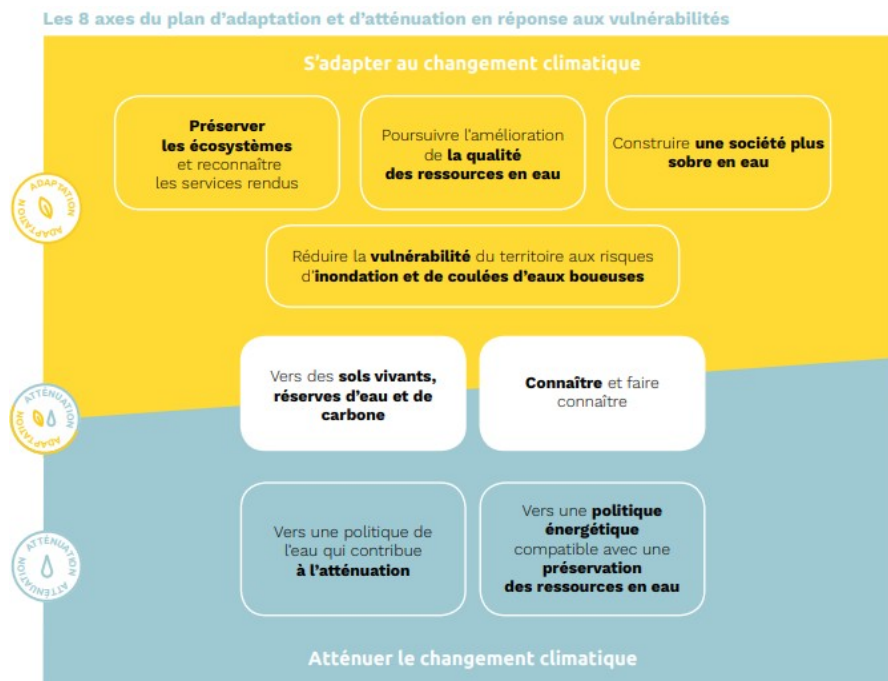 Les 8 axes du plan d’adaptation et d’atténuation en réponse aux vulnérabilités
S’adapter au changement climatique
Préserver
les écosystèmes
et reconnaître
les services rendus
Poursuivre l’amélioration
de la qualité
des ressources en eau
Construire une société plus
sobre en eau
ADAPTATION ADAPTATION
Réduire la vulnérabilité du territoire aux risques
d’inondation et de coulées d’eaux boueuses
Vers des sols vivants,
réserves d’eau et de
carbone
Connaître et faire
connaître
ATTÉNUATION ADAPTATION
Vers une politique de
l’eau qui contribue
à l’atténuation
Vers une politique
énergétique
compatible avec une
préservation
des ressources en eau
ATTÉNUATION ATTÉNUATION
Atténuer le changement climatique